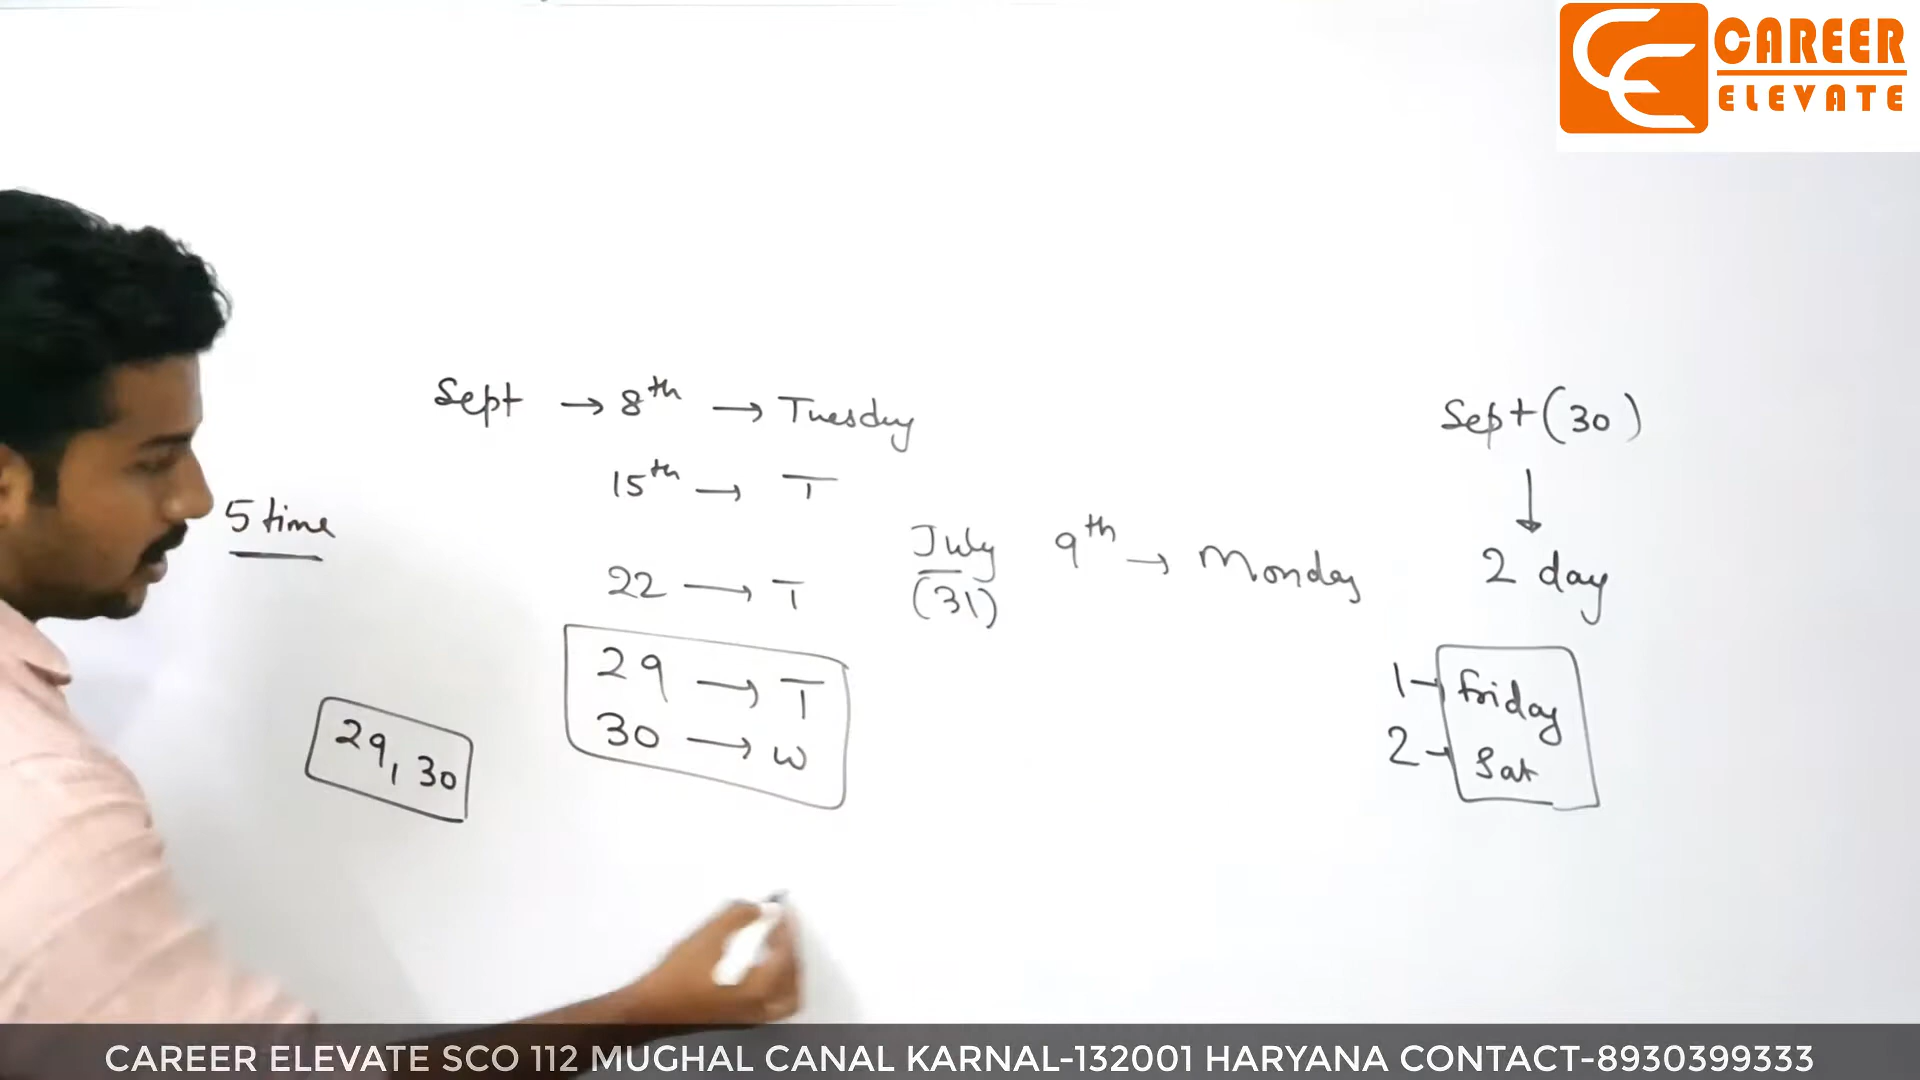 CAREER
ELEVATE
Sept → 8th → Tuesday
15th → T
5 time
22 → T
29 → T
30 → W
29, 30
July
(31)
9th → Monday
Sept (30)
↓
2 day
1 - Friday
2 - Sat
CAREER ELEVATE SCO 112 MUGHAL CANAL KARNAL-132001 HARYANA CONTACT-8930399333